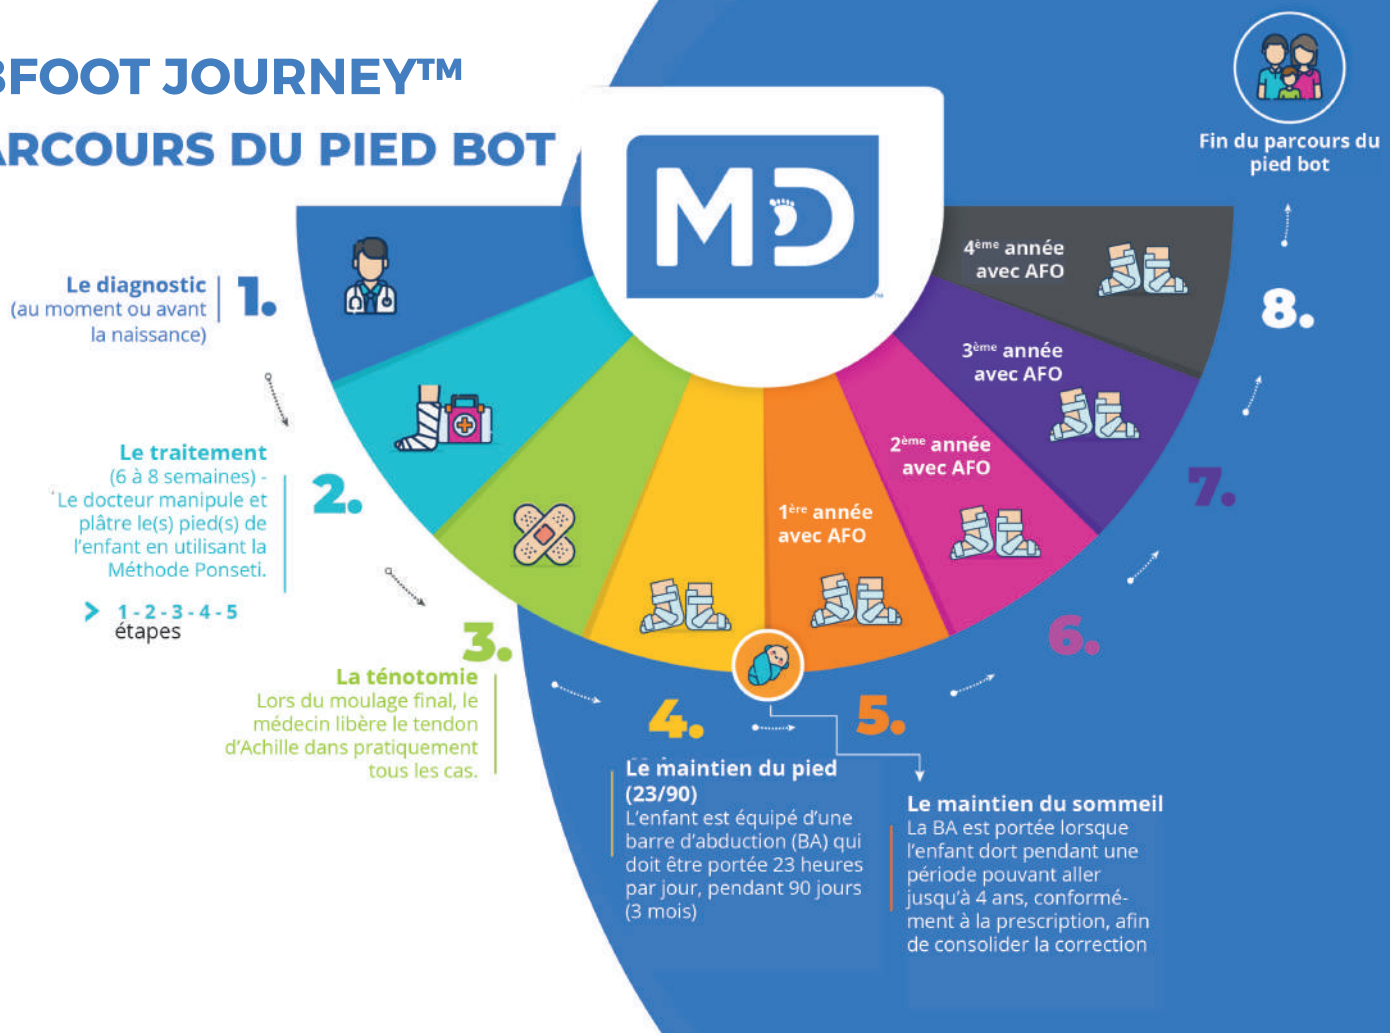 BFOOT JOURNEY™
ARCOURS DU PIED BOT
MD
™
Fin du parcours du
pied bot
1.
Le diagnostic
(au moment ou avant
la naissance)
2.
Le traitement
(6 à 8 semaines) -
Le docteur manipule et
plâtre le(s) pied(s) de
l'enfant en utilisant la
Méthode Ponseti.
1 - 2 - 3 - 4 - 5
étapes
3.
La ténotomie
Lors du moulage final, le
médecin libère le tendon
d'Achille dans pratiquement
tous les cas.
4.
Le maintien du pied
(23/90)
L'enfant est équipé d'une
barre d'abduction (BA) qui
doit être portée 23 heures
par jour, pendant 90 jours
(3 mois)
5.
1ère année
avec AFO
Le maintien du sommeil
La BA est portée lorsque
l'enfant dort pendant une
période pouvant aller
jusqu'à 4 ans, conformé-
ment à la prescription, afin
de consolider la correction
6.
2ème année
avec AFO
7.
3ème année
avec AFO
8.
4ème année
avec AFO